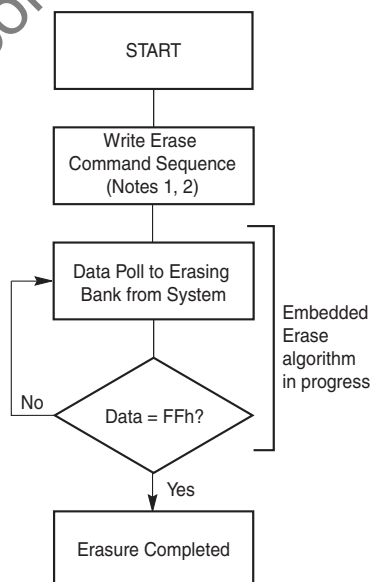 START
Write Erase
Command Sequence
(Notes 1, 2)
Data Poll to Erasing
Bank from System
Embedded
Erase
algorithm
in progress
No
Data = FFh?
Yes
Erasure Completed